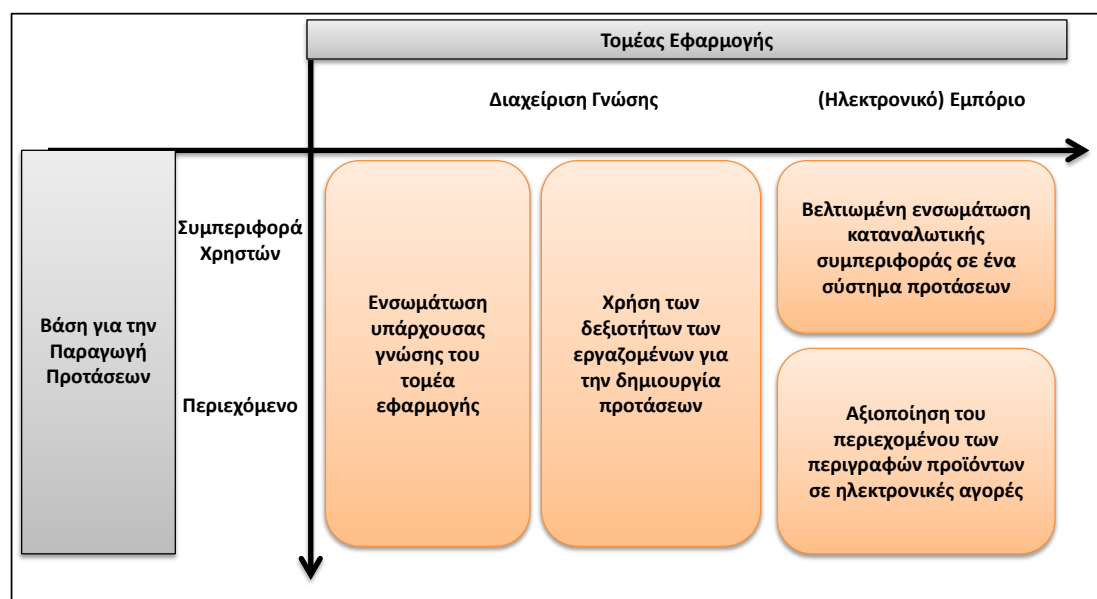 Τομέας Εφαρμογής
Διαχείριση Γνώσης
(Ηλεκτρονικό) Εμπόριο
Βάση για την
Παραγωγή
Προτάσεων
Συμπεριφορά
Χρηστών
Περιεχόμενο
Ενσωμάτωση
υπάρχουσας
γνώσης του
τομέα
εφαρμογής
Χρήση των
δεξιοτήτων των
εργαζομένων για
την δημιουργία
προτάσεων
Βελτιωμένη ενσωμάτωση
καταναλωτικής
συμπεριφοράς σε ένα
σύστημα προτάσεων
Αξιοποίηση του
περιεχομένου των
περιγραφών προϊόντων
σε ηλεκτρονικές αγορές